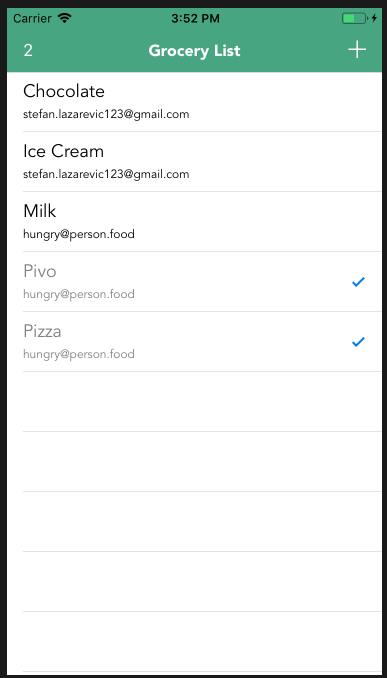 Carrier 3:52 PM
2 Grocery List
Chocolate
stefan.lazarevic123@gmail.com
Ice Cream
stefan.lazarevic123@gmail.com
Milk
hungry@person.food
Pivo
hungry@person.food
Pizza
hungry@person.food